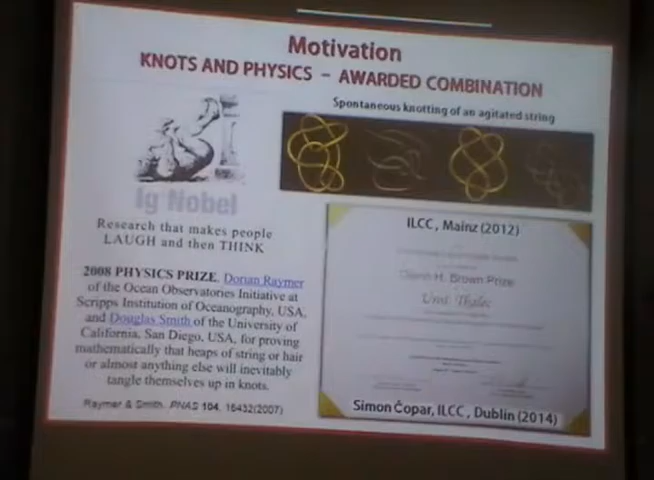 Motivation
KNOTS AND PHYSICS - AWARDED COMBINATION
Spontaneous knotting of an agitated string
Ig Nobel
Research that makes people
LAUGH and then THINK
2008 PHYSICS PRIZE. Dorian Raymer
of the Ocean Observatories Initiative at
Scripps Institution of Oceanography, USA,
and Douglas Smith of the University of
California, San Diego, USA, for proving
mathematically that heaps of string or hair
or almost anything else will inevitably
tangle themselves up in knots.
Raymer & Smith, PNAS 104, 16432(2007)
ILCC, Mainz (2012)
Glenn H. Brown Prize
Simon Čopar, ILCC, Dublin (2014)